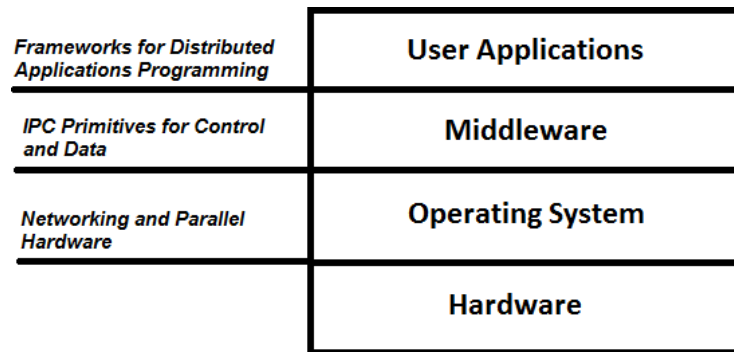 Frameworks for Distributed
Applications Programming
User Applications
IPC Primitives for Control
and Data
Middleware
Networking and Parallel
Hardware
Operating System
Hardware